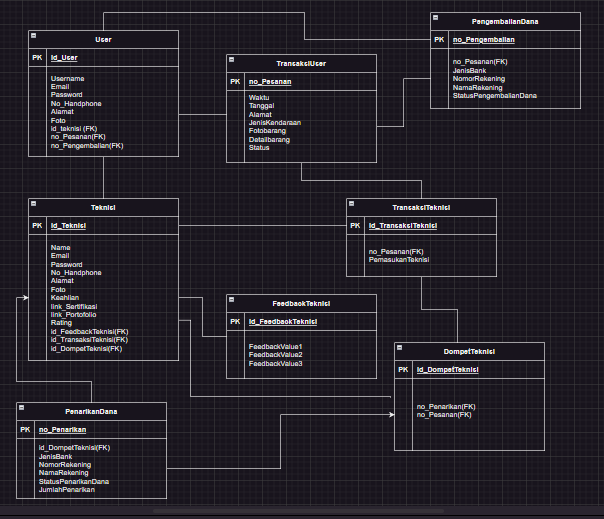 User
PK
id_User
Username
Email
Password
No_Handphone
Alamat
Foto
id_teknisi (FK)
no_Pesanan(FK)
no_Pengembalian(FK)
TransaksiUser
PK
no_Pesanan
Waktu
Tanggal
Alamat
JenisKendaraan
Fotobarang
Detailbarang
Status
PengembalianDana
PK
no_Pengembalian
no_Pesanan(FK)
JenisBank
NomorRekening
NamaRekening
StatusPengembalianDana
Teknisi
PK
id_Teknisi
Name
Email
Password
No_Handphone
Alamat
Foto
Keahlian
link_Sertifikasi
link_Portofolio
Rating
id_FeedbackTeknisi(FK)
id_TransaksiTeknisi(FK)
id_DompetTeknisi(FK)
TransaksiTeknisi
PK
id_TransaksiTeknisi
no_Pesanan(FK)
PemasukanTeknisi
FeedbackTeknisi
PK
id_FeedbackTeknisi
FeedbackValue1
FeedbackValue2
FeedbackValue3
DompetTeknisi
PK
id_DompetTeknisi
no_Penarikan(FK)
no_Pesanan(FK)
PenarikanDana
PK
no_Penarikan
id_DompetTeknisi(FK)
JenisBank
NomorRekening
NamaRekening
StatusPenarikanDana
JumlahPenarikan